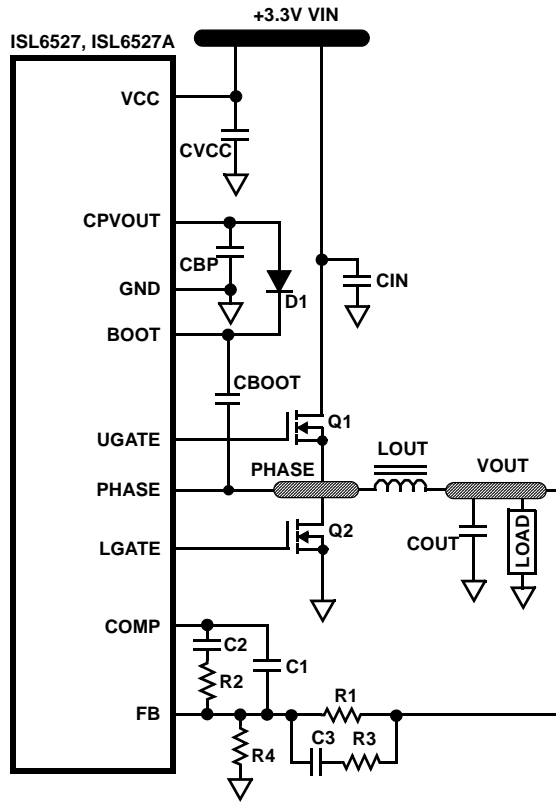 +3.3V VIN
ISL6527, ISL6527A
VCC
CVCC
CPVOUT
CBP
GND
D1
CIN
BOOT
CBOOT
Q1
UGATE
LOUT
PHASE
VOUT
PHASE
Q2
COUT
LOAD
LGATE
COMP
C2
C1
R2
R1
FB
C3
R3
R4